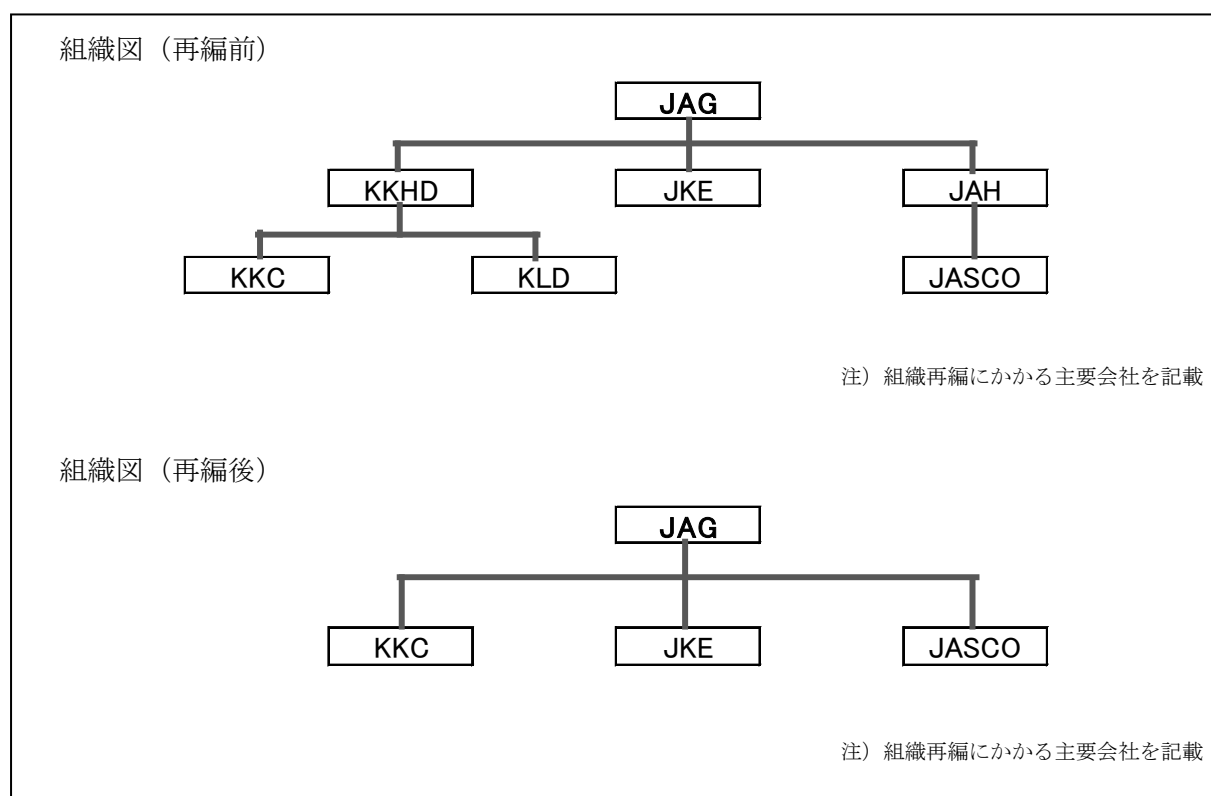 組織図（再編前）
JAG
KKHD JKE JAH
KKC KLD JASCO
注）組織再編にかかる主要会社を記載
組織図（再編後）
JAG
KKC JKE JASCO
注）組織再編にかかる主要会社を記載